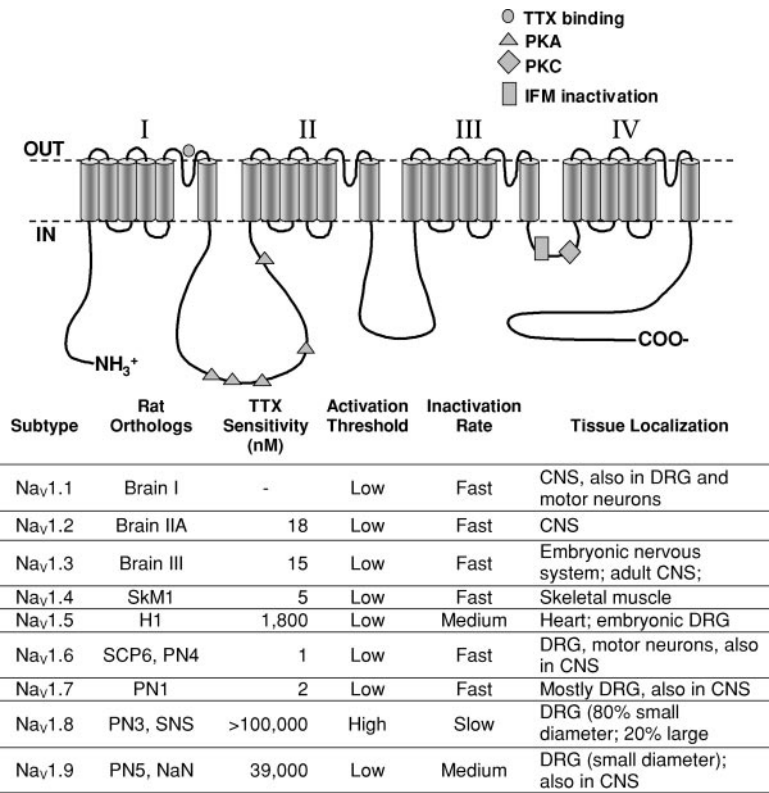 TTX binding
PKA
PKC
IFM inactivation
I II III IV
OUT
IN
NH₃⁺
COO-
Subtype Rat Orthologs TTX Sensitivity (nM) Activation Threshold Inactivation Rate Tissue Localization
Naᵥ1.1 Brain I - Low Fast CNS, also in DRG and motor neurons
Naᵥ1.2 Brain IIA 18 Low Fast CNS
Naᵥ1.3 Brain III 15 Low Fast Embryonic nervous system; adult CNS;
Naᵥ1.4 SkM1 5 Low Fast Skeletal muscle
Naᵥ1.5 H1 1,800 Low Medium Heart; embryonic DRG
Naᵥ1.6 SCP6, PN4 1 Low Fast DRG, motor neurons, also in CNS
Naᵥ1.7 PN1 2 Low Fast Mostly DRG, also in CNS
Naᵥ1.8 PN3, SNS >100,000 High Slow DRG (80% small diameter; 20% large
Naᵥ1.9 PN5, NaN 39,000 Low Medium DRG (small diameter); also in CNS